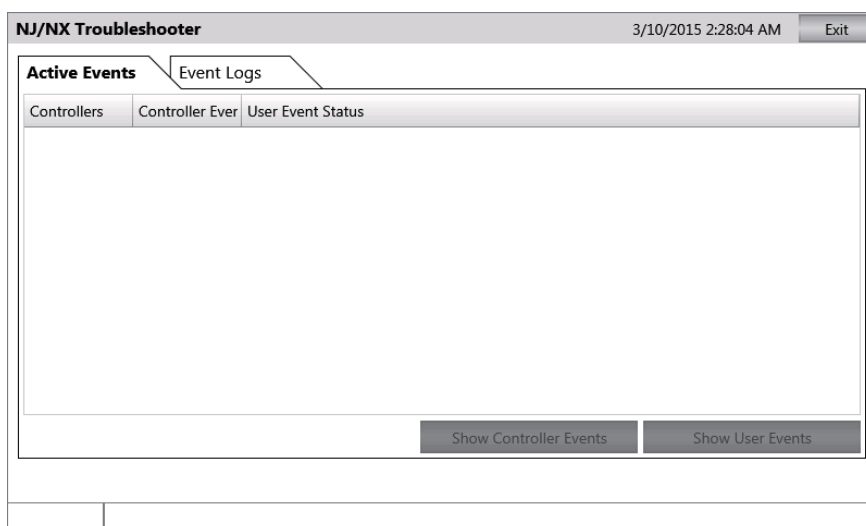 NJ/NX Troubleshooter 3/10/2015 2:28:04 AM Exit
Active Events Event Logs
Controllers Controller Ever User Event Status
Show Controller Events Show User Events